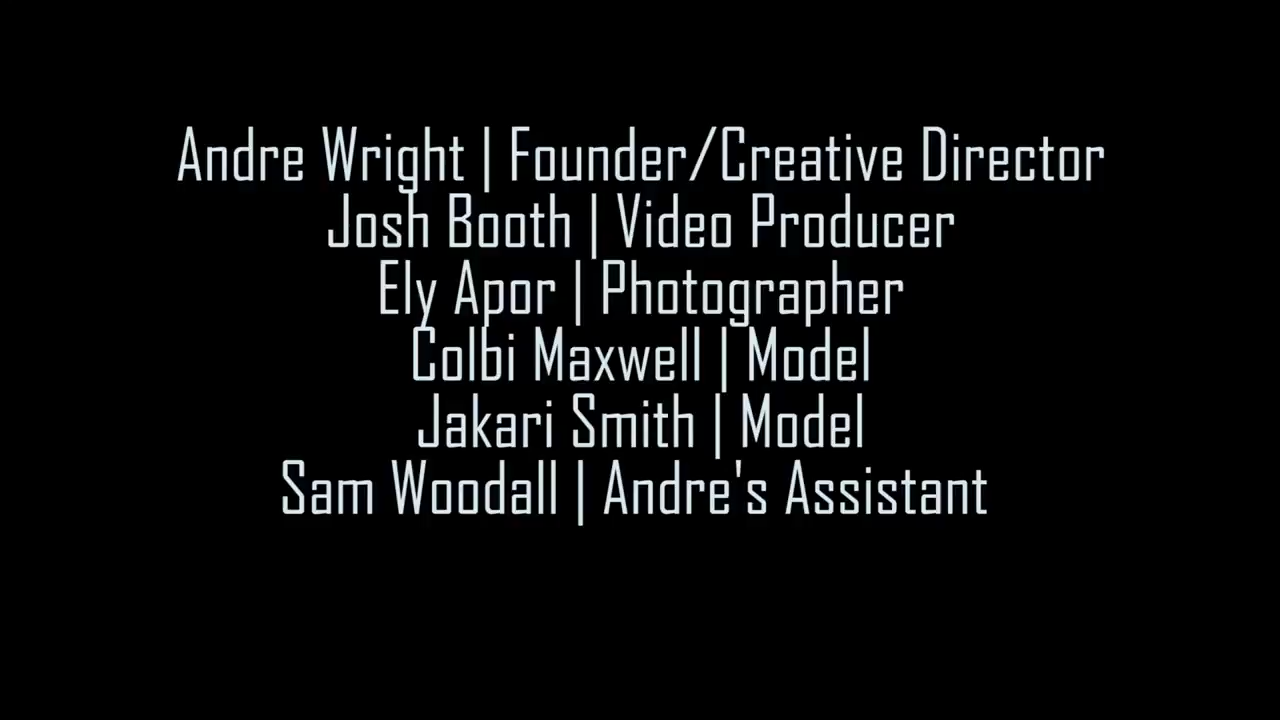 Andre Wright | Founder/Creative Director
Josh Booth | Video Producer
Ely Apor | Photographer
Colbi Maxwell | Model
Jakari Smith | Model
Sam Woodall | Andre's Assistant